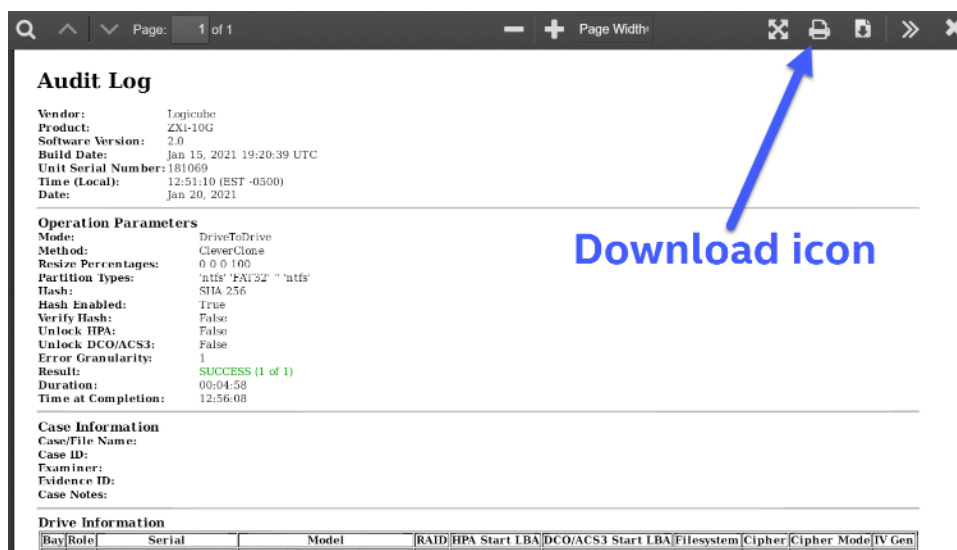 Page: 1 of 1 Page Width
Audit Log
Vendor: Logicube
Product: ZXi-10G
Software Version: 2.0
Build Date: Jan 15, 2021 19:20:39 UTC
Unit Serial Number: 181069
Time (Local): 12:51:10 (EST -0500)
Date: Jan 20, 2021
Operation Parameters
Mode: DriveToDrive
Method: CleverClone
Resize Percentages: 0 0 0 100
Partition Types: 'ntfs' 'FAT32' '' 'ntfs'
Hash: SHA-256
Hash Enabled: True
Verify Hash: False
Unlock HPA: False
Unlock DCO/ACS3: False
Error Granularity: 1
Result: SUCCESS (1 of 1)
Duration: 00:04:58
Time at Completion: 12:56:08
Download icon
Case Information
Case/File Name:
Case ID:
Examiner:
Evidence ID:
Case Notes:
Drive Information
Bay Role Serial Model RAID HPA Start LBA DCO/ACS3 Start LBA Filesystem Cipher Cipher Mode IV Gen